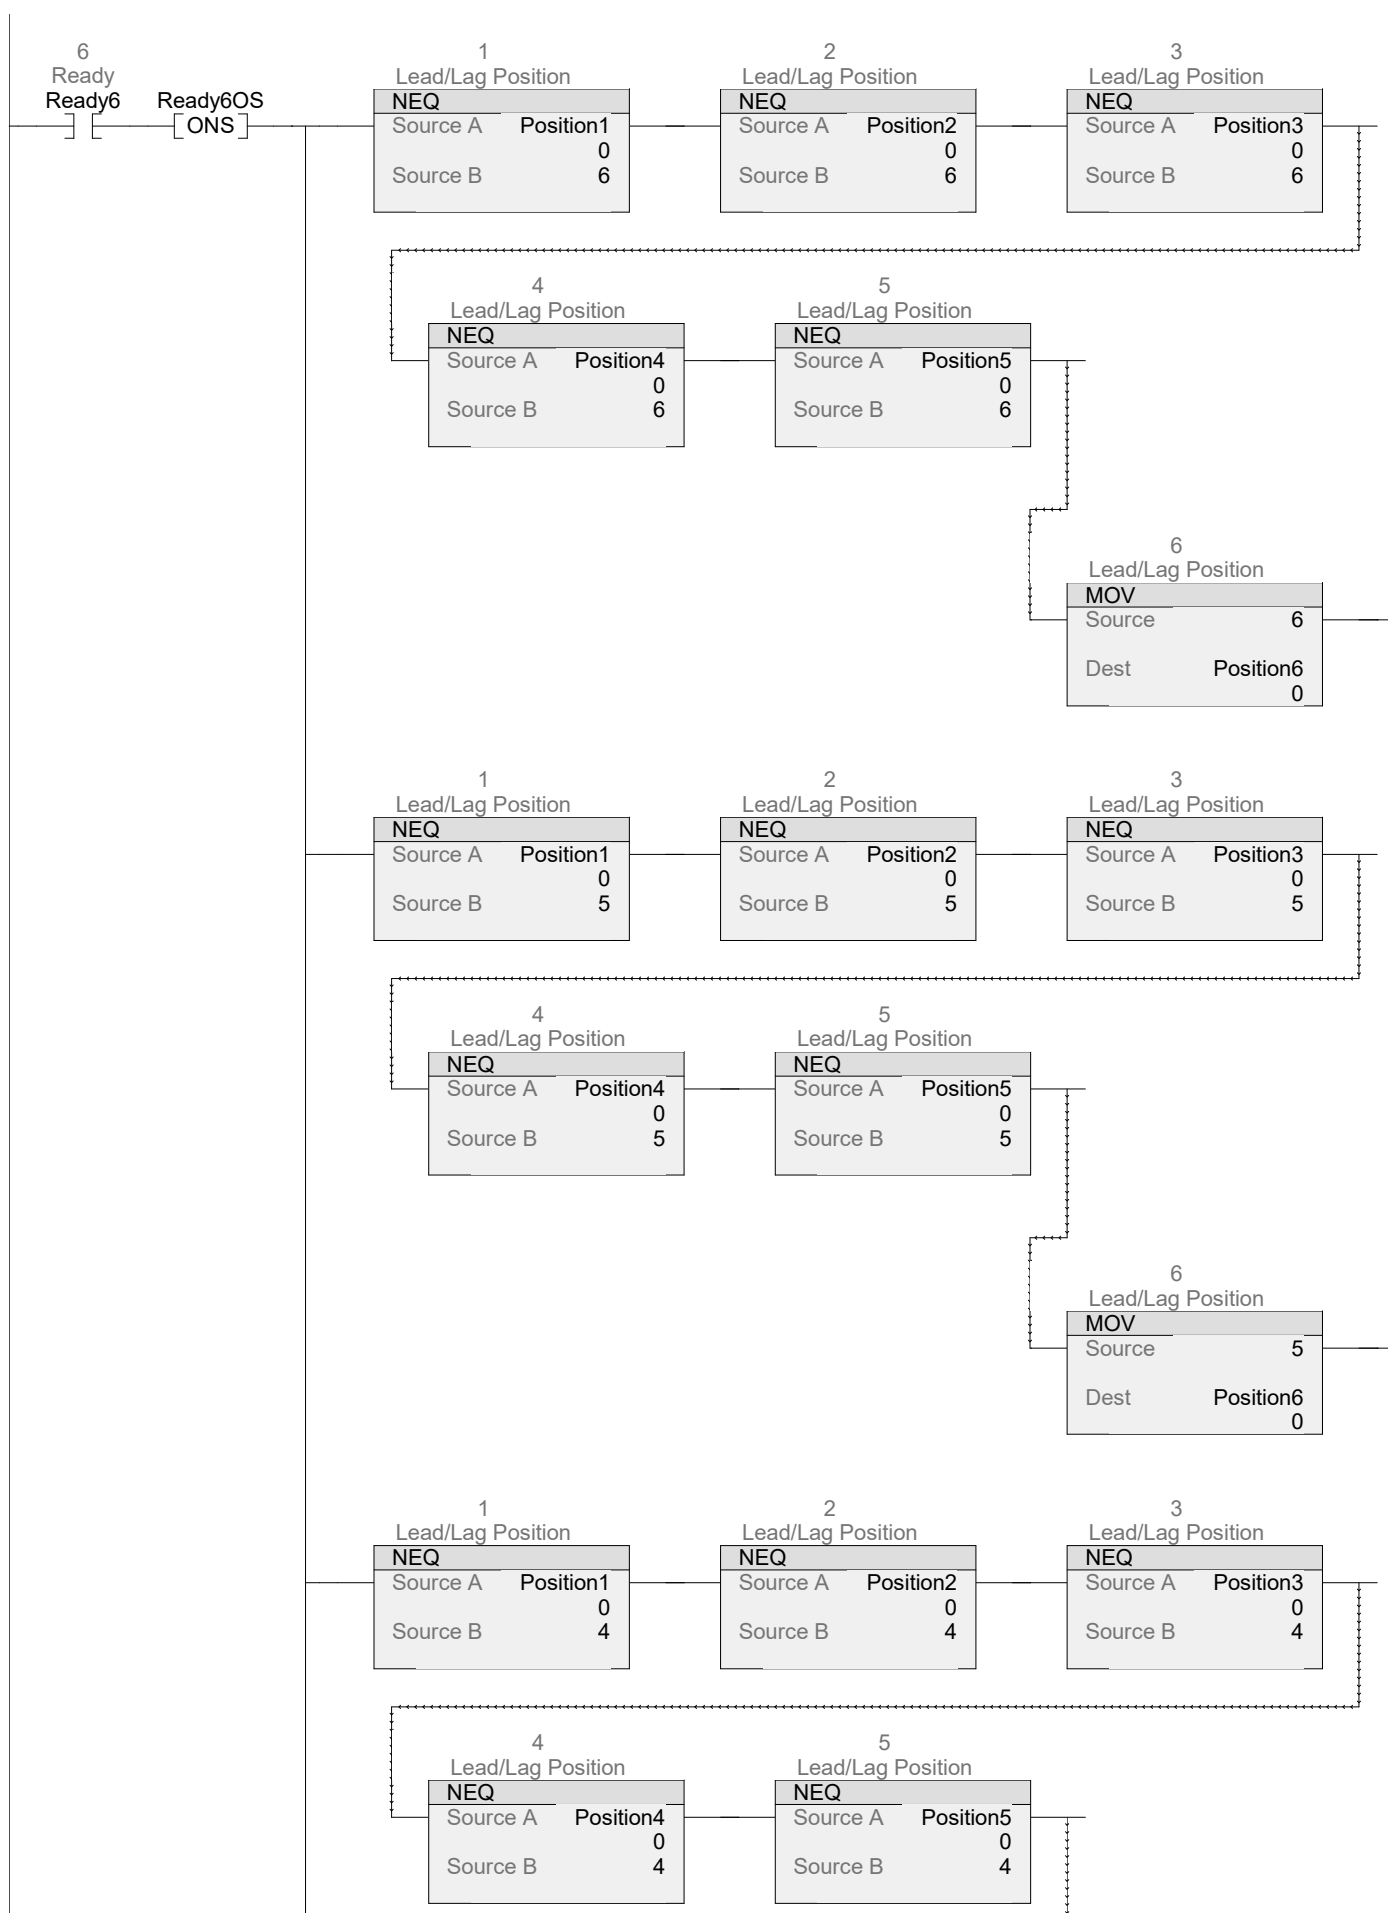 6
Ready
Ready6
Ready6OS
ONS
1
Lead/Lag Position
NEQ
Source A Position1
0
Source B 6
2
Lead/Lag Position
NEQ
Source A Position2
0
Source B 6
3
Lead/Lag Position
NEQ
Source A Position3
0
Source B 6
4
Lead/Lag Position
NEQ
Source A Position4
0
Source B 6
5
Lead/Lag Position
NEQ
Source A Position5
0
Source B 6
6
Lead/Lag Position
MOV
Source 6
Dest Position6
0
1
Lead/Lag Position
NEQ
Source A Position1
0
Source B 5
2
Lead/Lag Position
NEQ
Source A Position2
0
Source B 5
3
Lead/Lag Position
NEQ
Source A Position3
0
Source B 5
4
Lead/Lag Position
NEQ
Source A Position4
0
Source B 5
5
Lead/Lag Position
NEQ
Source A Position5
0
Source B 5
6
Lead/Lag Position
MOV
Source 5
Dest Position6
0
1
Lead/Lag Position
NEQ
Source A Position1
0
Source B 4
2
Lead/Lag Position
NEQ
Source A Position2
0
Source B 4
3
Lead/Lag Position
NEQ
Source A Position3
0
Source B 4
4
Lead/Lag Position
NEQ
Source A Position4
0
Source B 4
5
Lead/Lag Position
NEQ
Source A Position5
0
Source B 4